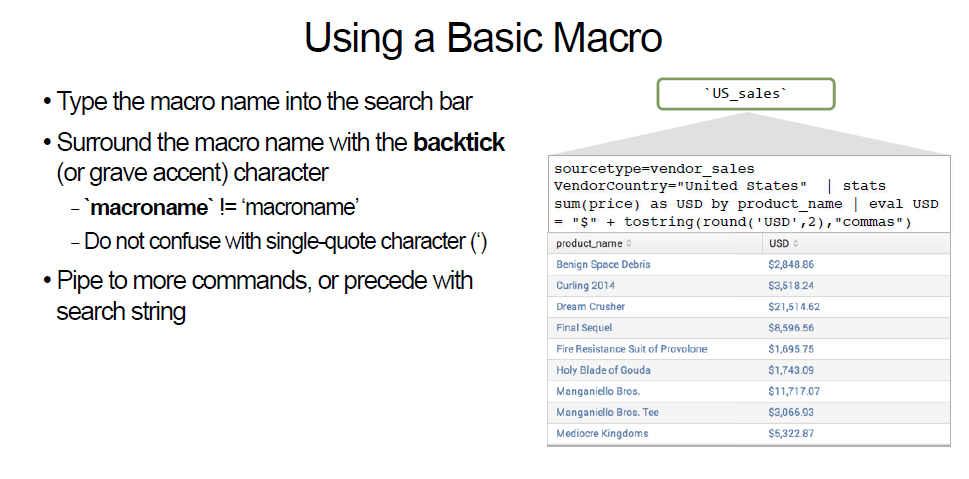 Using a Basic Macro
• Type the macro name into the search bar
• Surround the macro name with the backtick
(or grave accent) character
– `macroname` != ‘macroname’
– Do not confuse with single-quote character (‘)
• Pipe to more commands, or precede with
search string
`US_sales`
sourcetype=vendor_sales
VendorCountry="United States" | stats
sum(price) as USD by product_name | eval USD
= "$" + tostring(round('USD',2),"commas")
product_name USD
Benign Space Debris $2,848.86
Curling 2014 $3,518.24
Dream Crusher $21,514.62
Final Sequel $8,596.56
Fire Resistance Suit of Provolone $1,695.75
Holy Blade of Gouda $1,743.09
Manganiello Bros. $11,717.07
Manganiello Bros. Tee $3,066.93
Mediocre Kingdoms $5,322.87